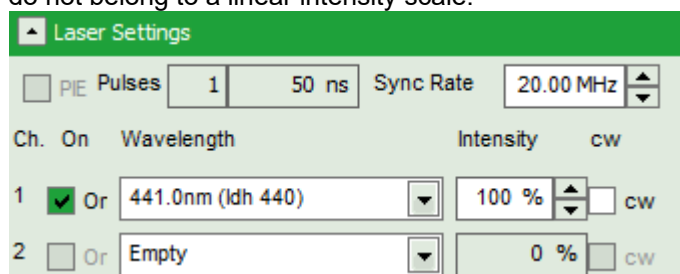 do not belong to a linear intensity scale.
Laser Settings
PIE Pulses 1 50 ns Sync Rate 20.00 MHz
Ch. On Wavelength Intensity cw
1 Or 441.0nm (ldh 440) 100 % cw
2 Or Empty 0 % cw